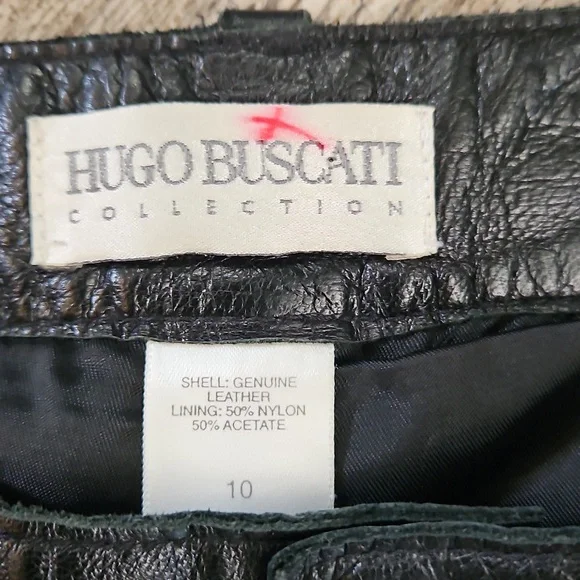 HUGO BUSCATI
COLLECTION
SHELL: GENUINE
LEATHER
LINING: 50% NYLON
50% ACETATE
10